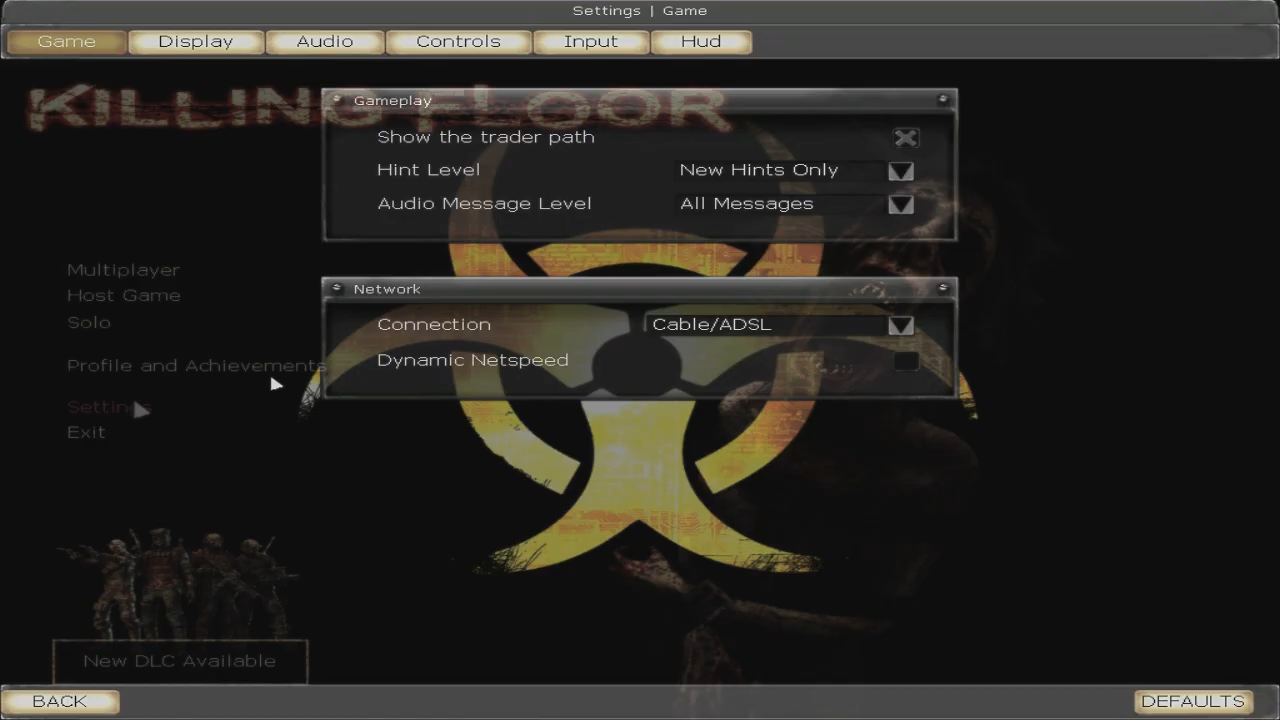 Settings | Game
Game Display Audio Controls Input Hud
KILLING FLOOR
Gameplay
Show the trader path
Hint Level New Hints Only
Audio Message Level All Messages
Multiplayer
Host Game
Solo
Profile and Achievements
Settings
Exit
Network
Connection Cable/ADSL
Dynamic Netspeed
New DLC Available
BACK DEFAULTS